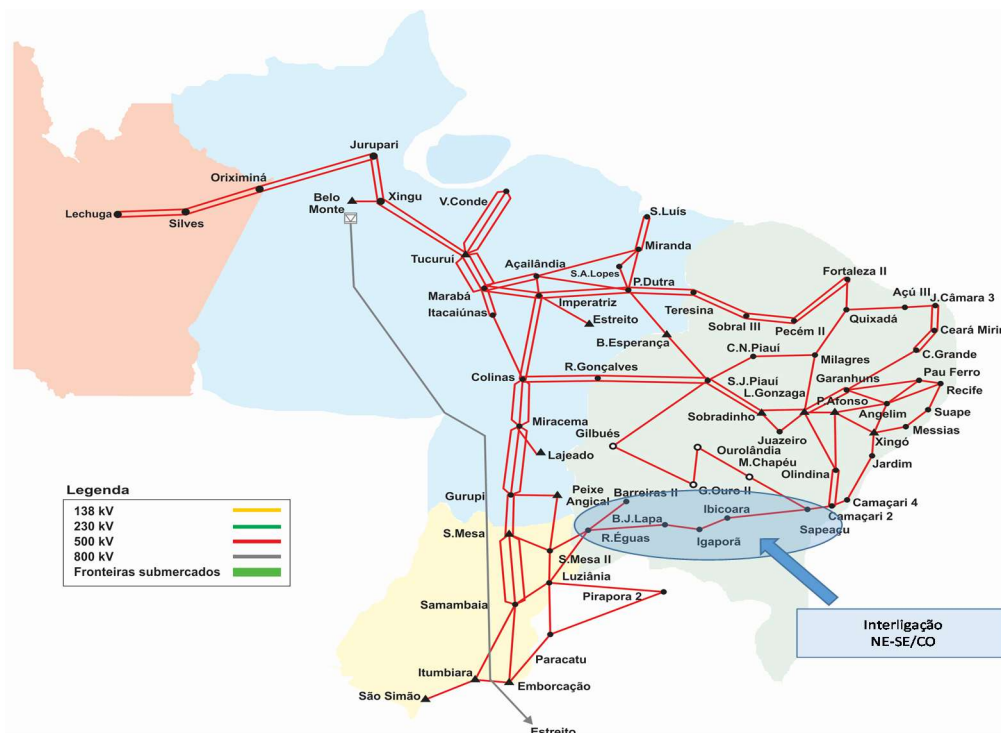 Jurupari
Oriximiná
Belo
Monte
Xingu
V.Conde
Lechuga
Silves
S.Luís
Miranda
Tucuruí
Açailândia
S.A.Lopes
Fortaleza II
P.Dutra
Açú III
J.Câmara 3
Marabá
Imperatriz
Itacaiúnas
Teresina
Quixadá
Estreito
Sobral III
Pecém II
Ceará Mirin
B.Esperança
C.N.Piauí
Milagres
C.Grande
R.Gonçalves
Pau Ferro
Colinas
S.J.Piauí
Garanhuns
Recife
L.Gonzaga
P.Afonso
Sobradinho
Angelim
Suape
Miracema
Juazeiro
Messias
Gilbués
Xingó
Lajeado
Ourolândia
M.Chapéu
Olindina
Jardim
Legenda
138 kV
230 kV
500 kV
800 kV
Fronteiras submercados
Gurupi
Peixe
Angical
Barreiras II
G.Ouro II
Camaçari 4
Ibicoara
Camaçari 2
B.J.Lapa
S.Mesa
R.Éguas
Igaporã
Sapeaçu
S.Mesa II
Luziânia
Pirapora 2
Samambaia
Interligação
NE-SE/CO
Paracatu
Itumbiara
São Simão
Emborcação
Estreito